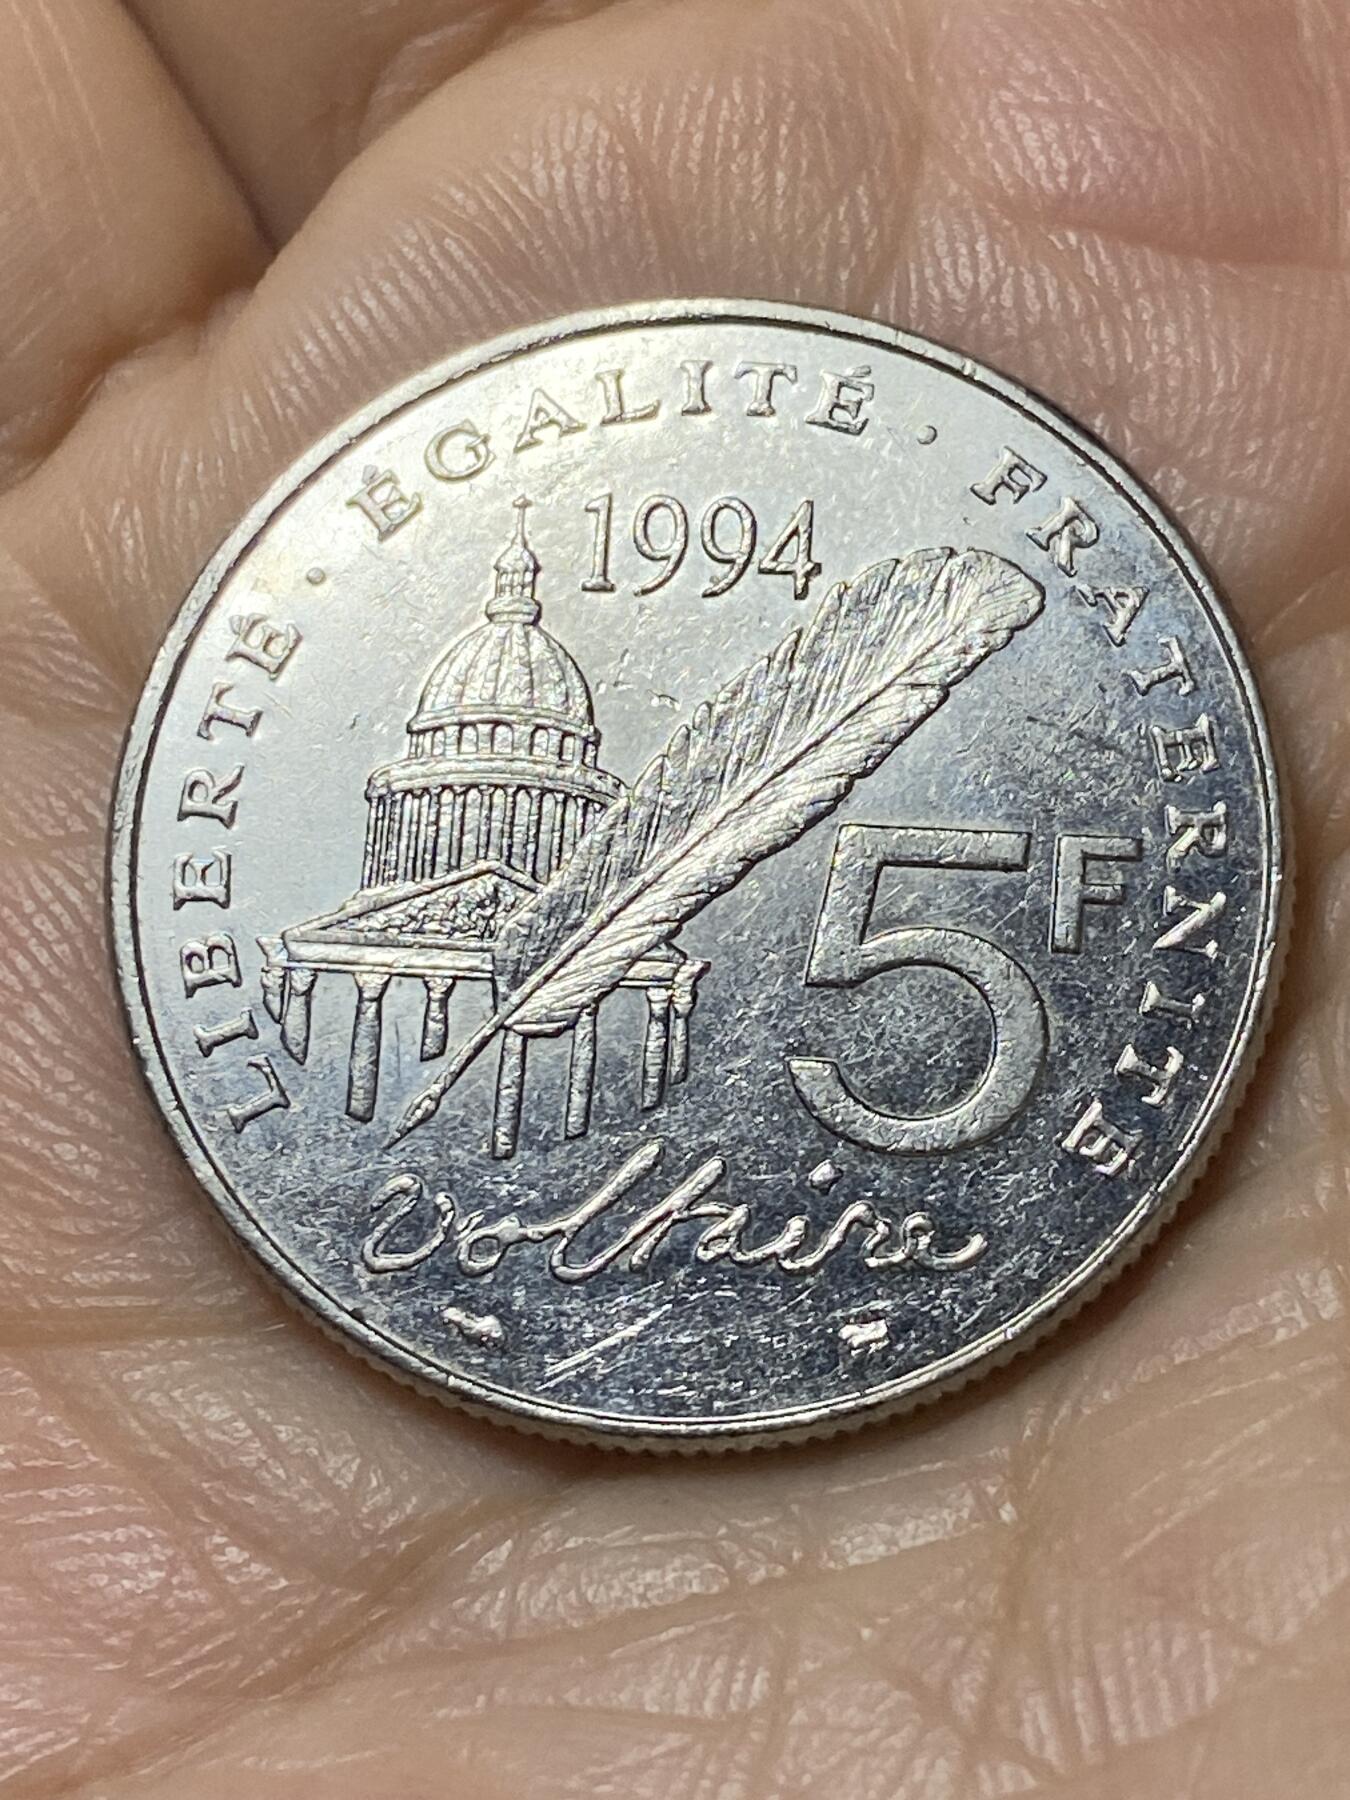 LIBERTÉ · ÉGALITÉ · FRATERNITÉ
1994
5F
Voltaire